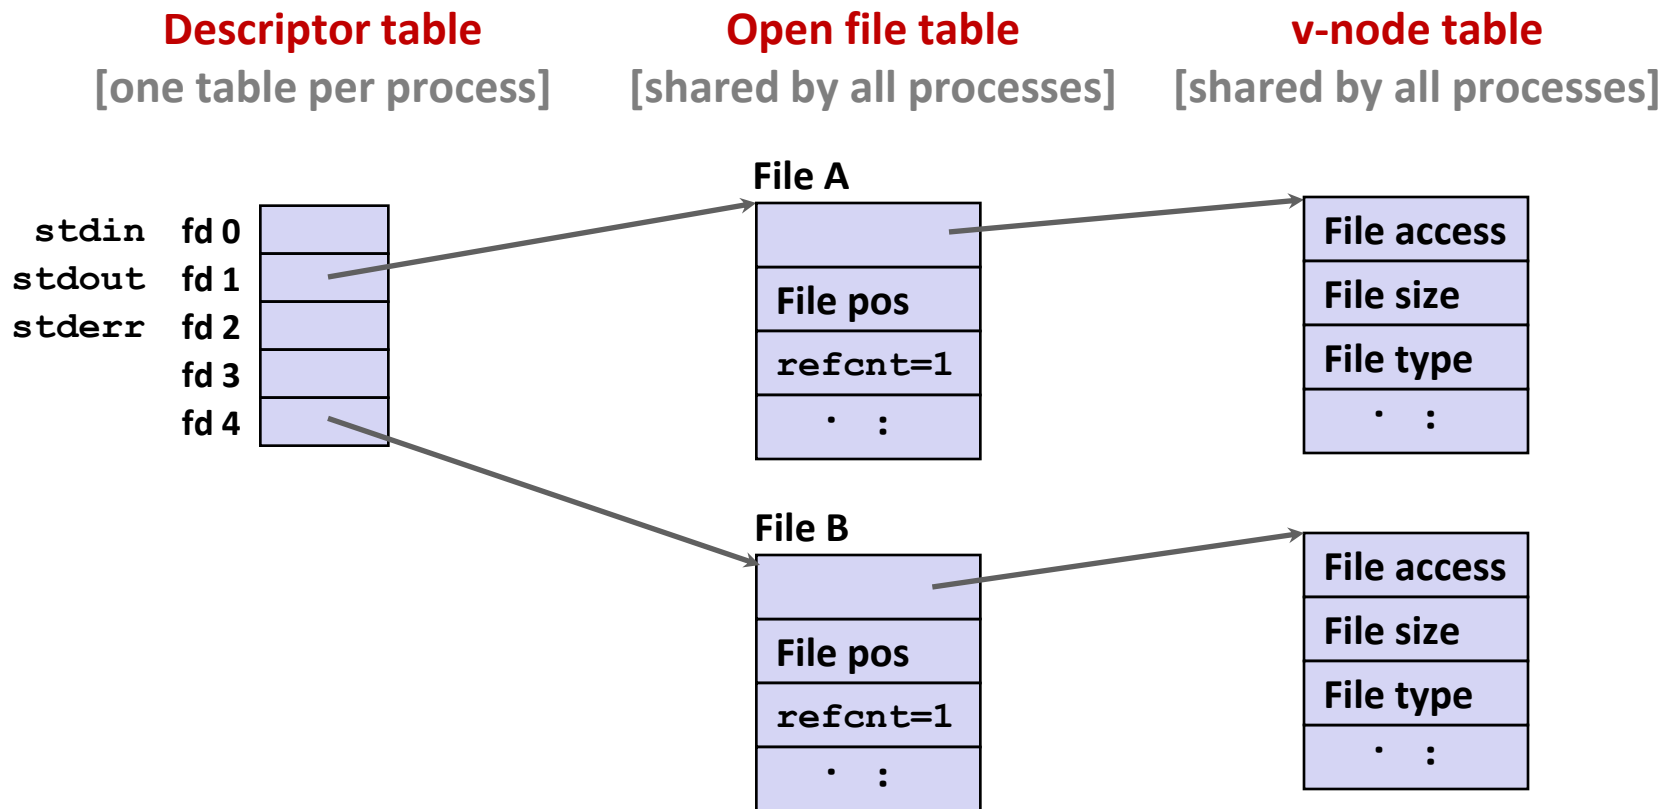 Descriptor table
[one table per process]
Open file table
[shared by all processes]
v-node table
[shared by all processes]
stdin fd 0
stdout fd 1
stderr fd 2
fd 3
fd 4
File A
File pos
refcnt=1
File access
File size
File type
File B
File pos
refcnt=1
File access
File size
File type